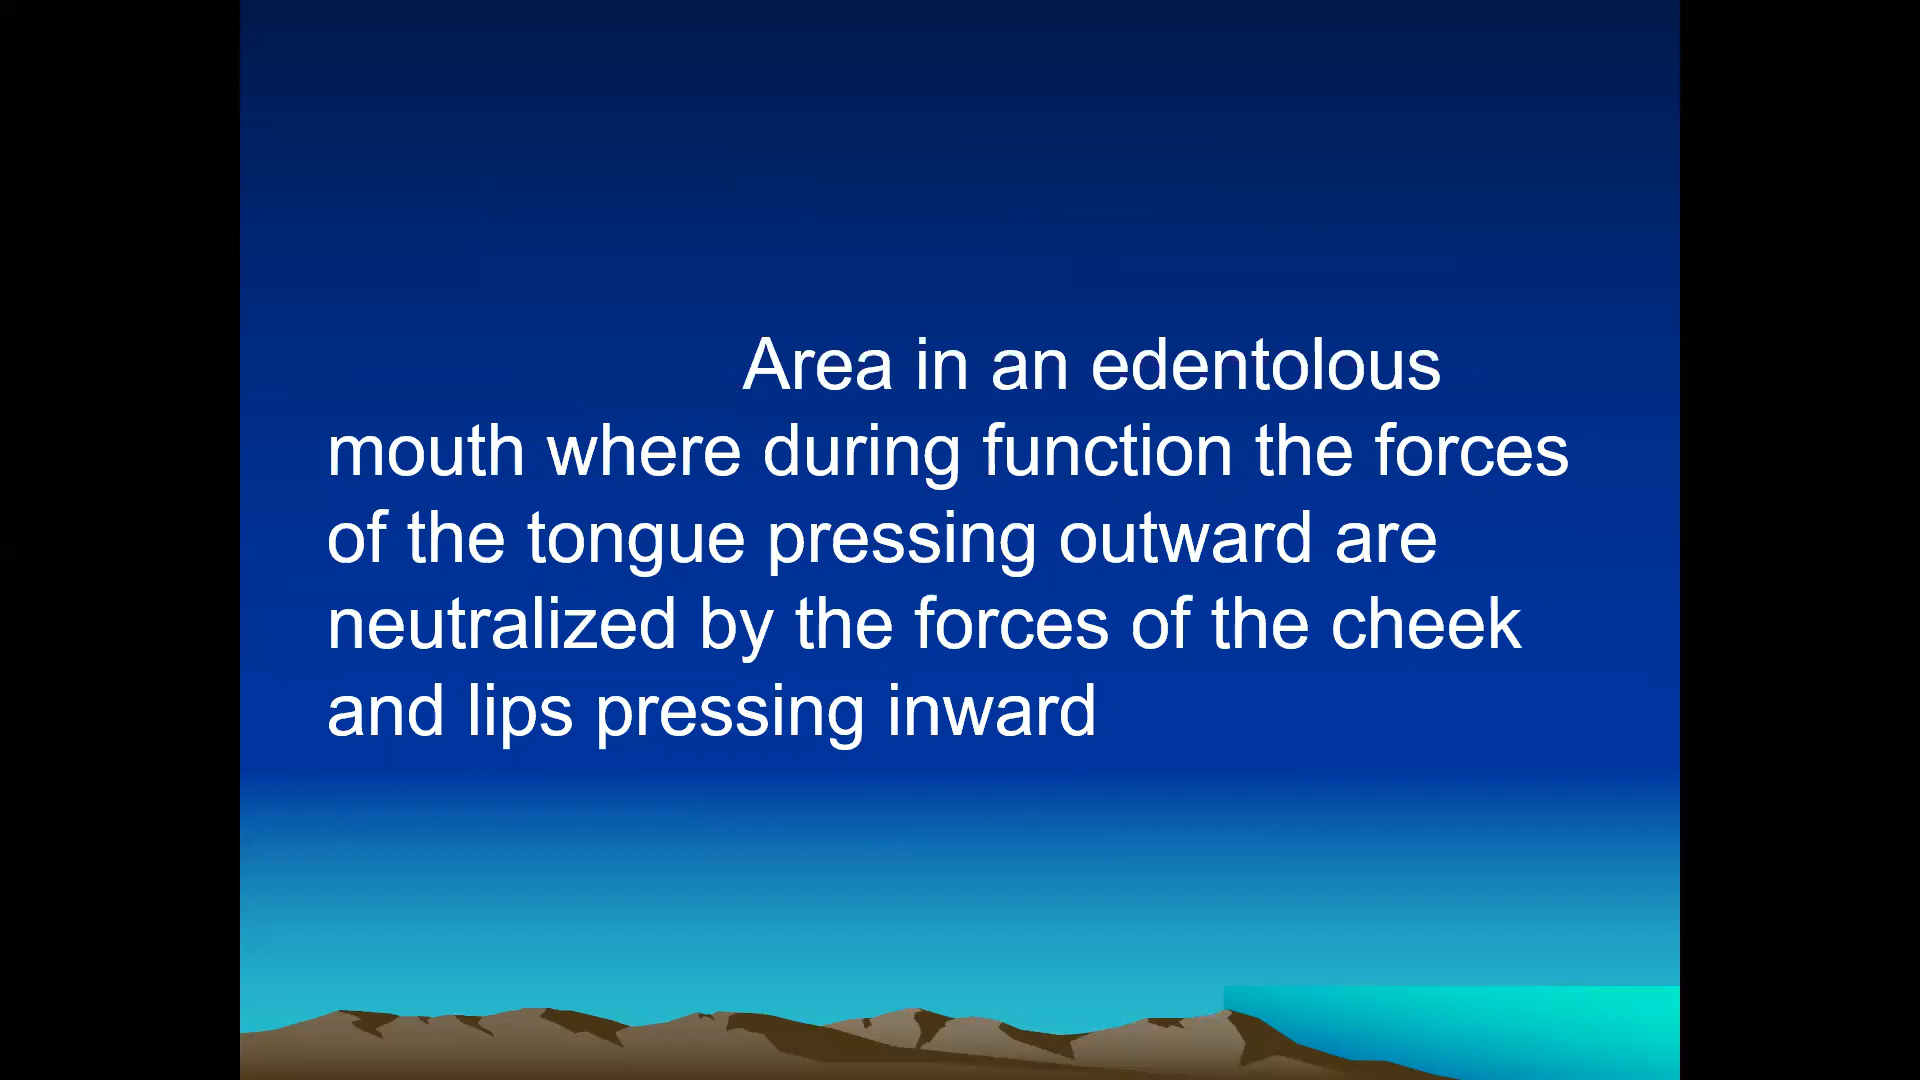 Area in an edentolous
mouth where during function the forces
of the tongue pressing outward are
neutralized by the forces of the cheek
and lips pressing inward